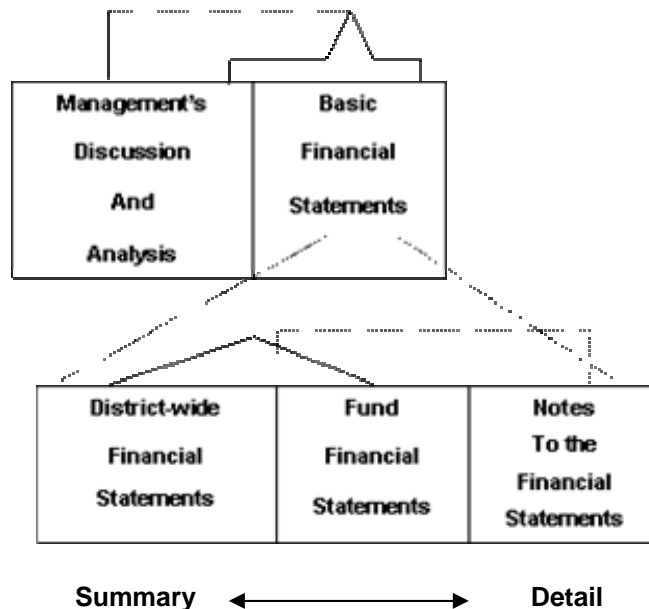 Management's
Discussion
And
Analysis
Basic
Financial
Statements
District-wide
Financial
Statements
Fund
Financial
Statements
Notes
To the
Financial
Statements
Summary
Detail